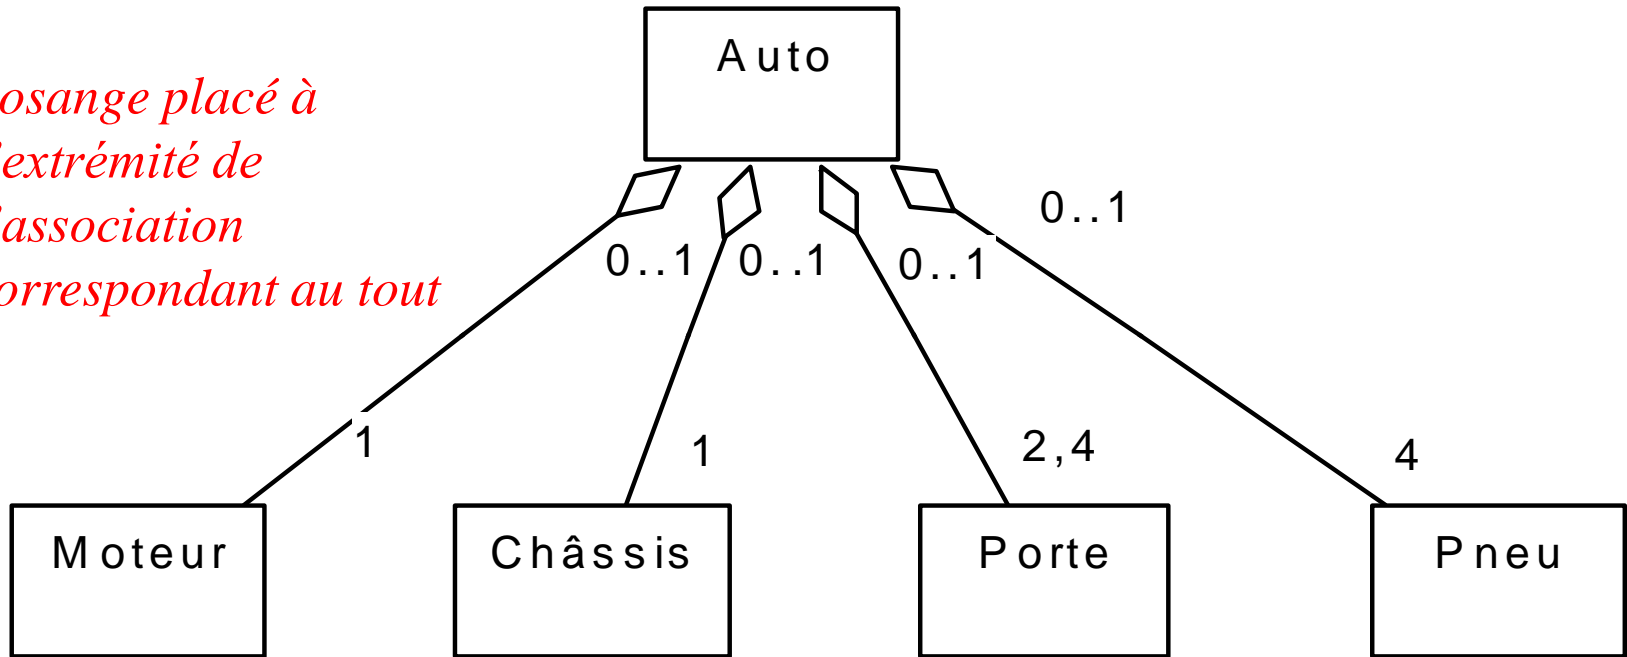 Auto
osange placé à
'extrémité de
'association
orrespondant au tout
0..1
0..1
0..1
0..1
1
1
2,4
4
Moteur
Châssis
Porte
Pneu